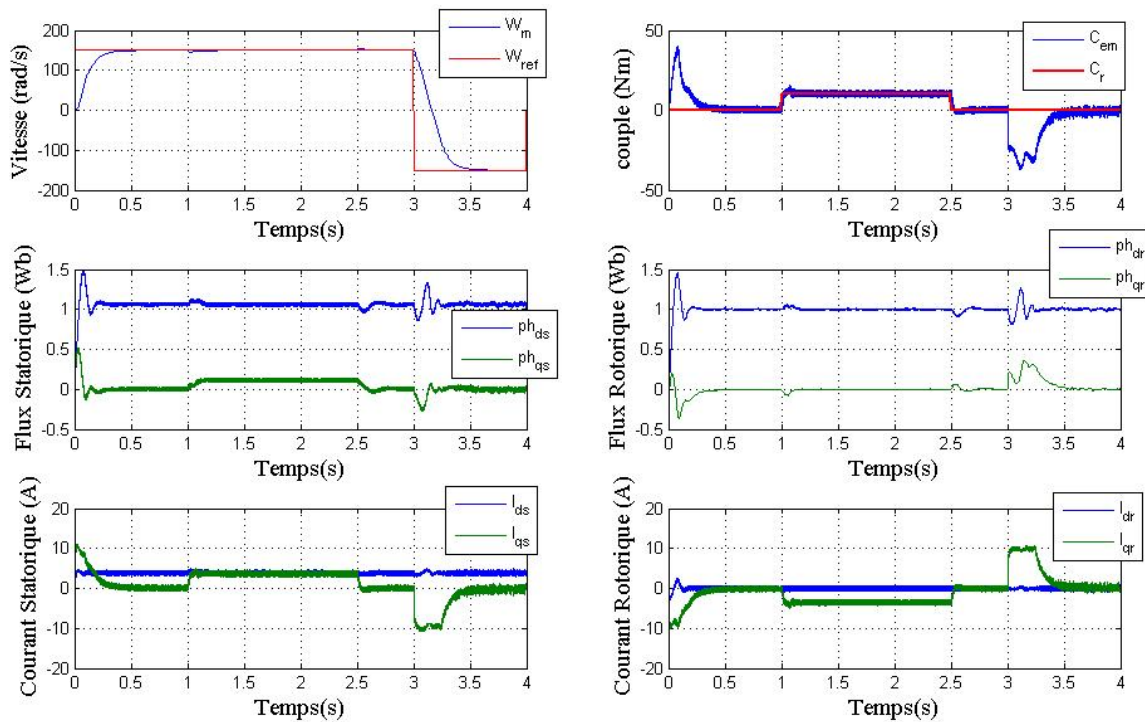 Vitesse (rad/s)
200
100
0
-100
-200
0 0.5 1 1.5 2 2.5 3 3.5 4
Temps(s)
W_m
W_ref
couple (Nm)
50
0
-50
0 0.5 1 1.5 2 2.5 3 3.5 4
Temps(s)
C_em
C_r
Flux Statorique (Wb)
1.5
1
0.5
0
-0.5
0 0.5 1 1.5 2 2.5 3 3.5 4
Temps(s)
ph_ds
ph_qs
Flux Rotorique (Wb)
1.5
1
0.5
0
-0.5
0 0.5 1 1.5 2 2.5 3 3.5 4
Temps(s)
ph_dr
ph_qr
Courant Statorique (A)
20
10
0
-10
-20
0 0.5 1 1.5 2 2.5 3 3.5 4
Temps(s)
I_ds
I_qs
Courant Rotorique (A)
20
10
0
-10
-20
0 0.5 1 1.5 2 2.5 3 3.5 4
Temps(s)
I_dr
I_qr